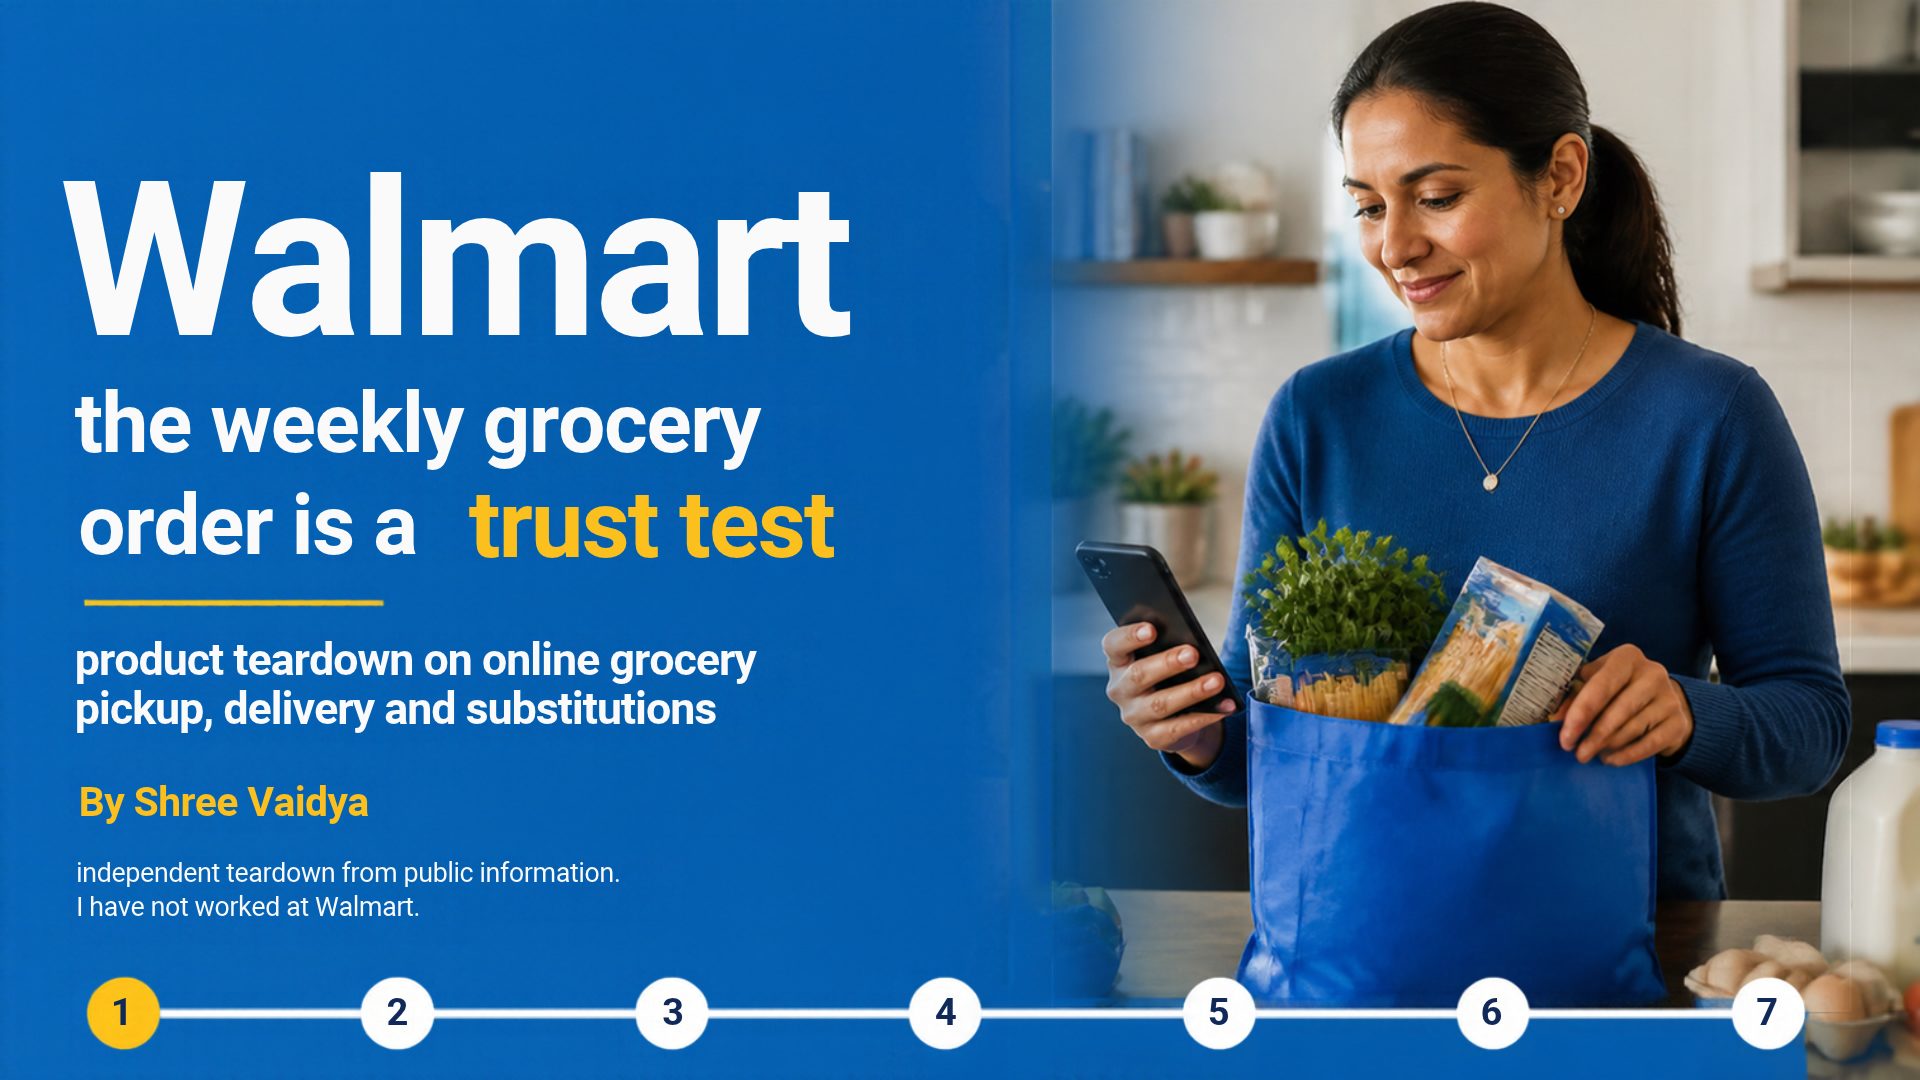 Walmart
the weekly grocery
order is a trust test
product teardown on online grocery
pickup, delivery and substitutions
By Shree Vaidya
independent teardown from public information.
I have not worked at Walmart.
1 2 3 4 5 6 7